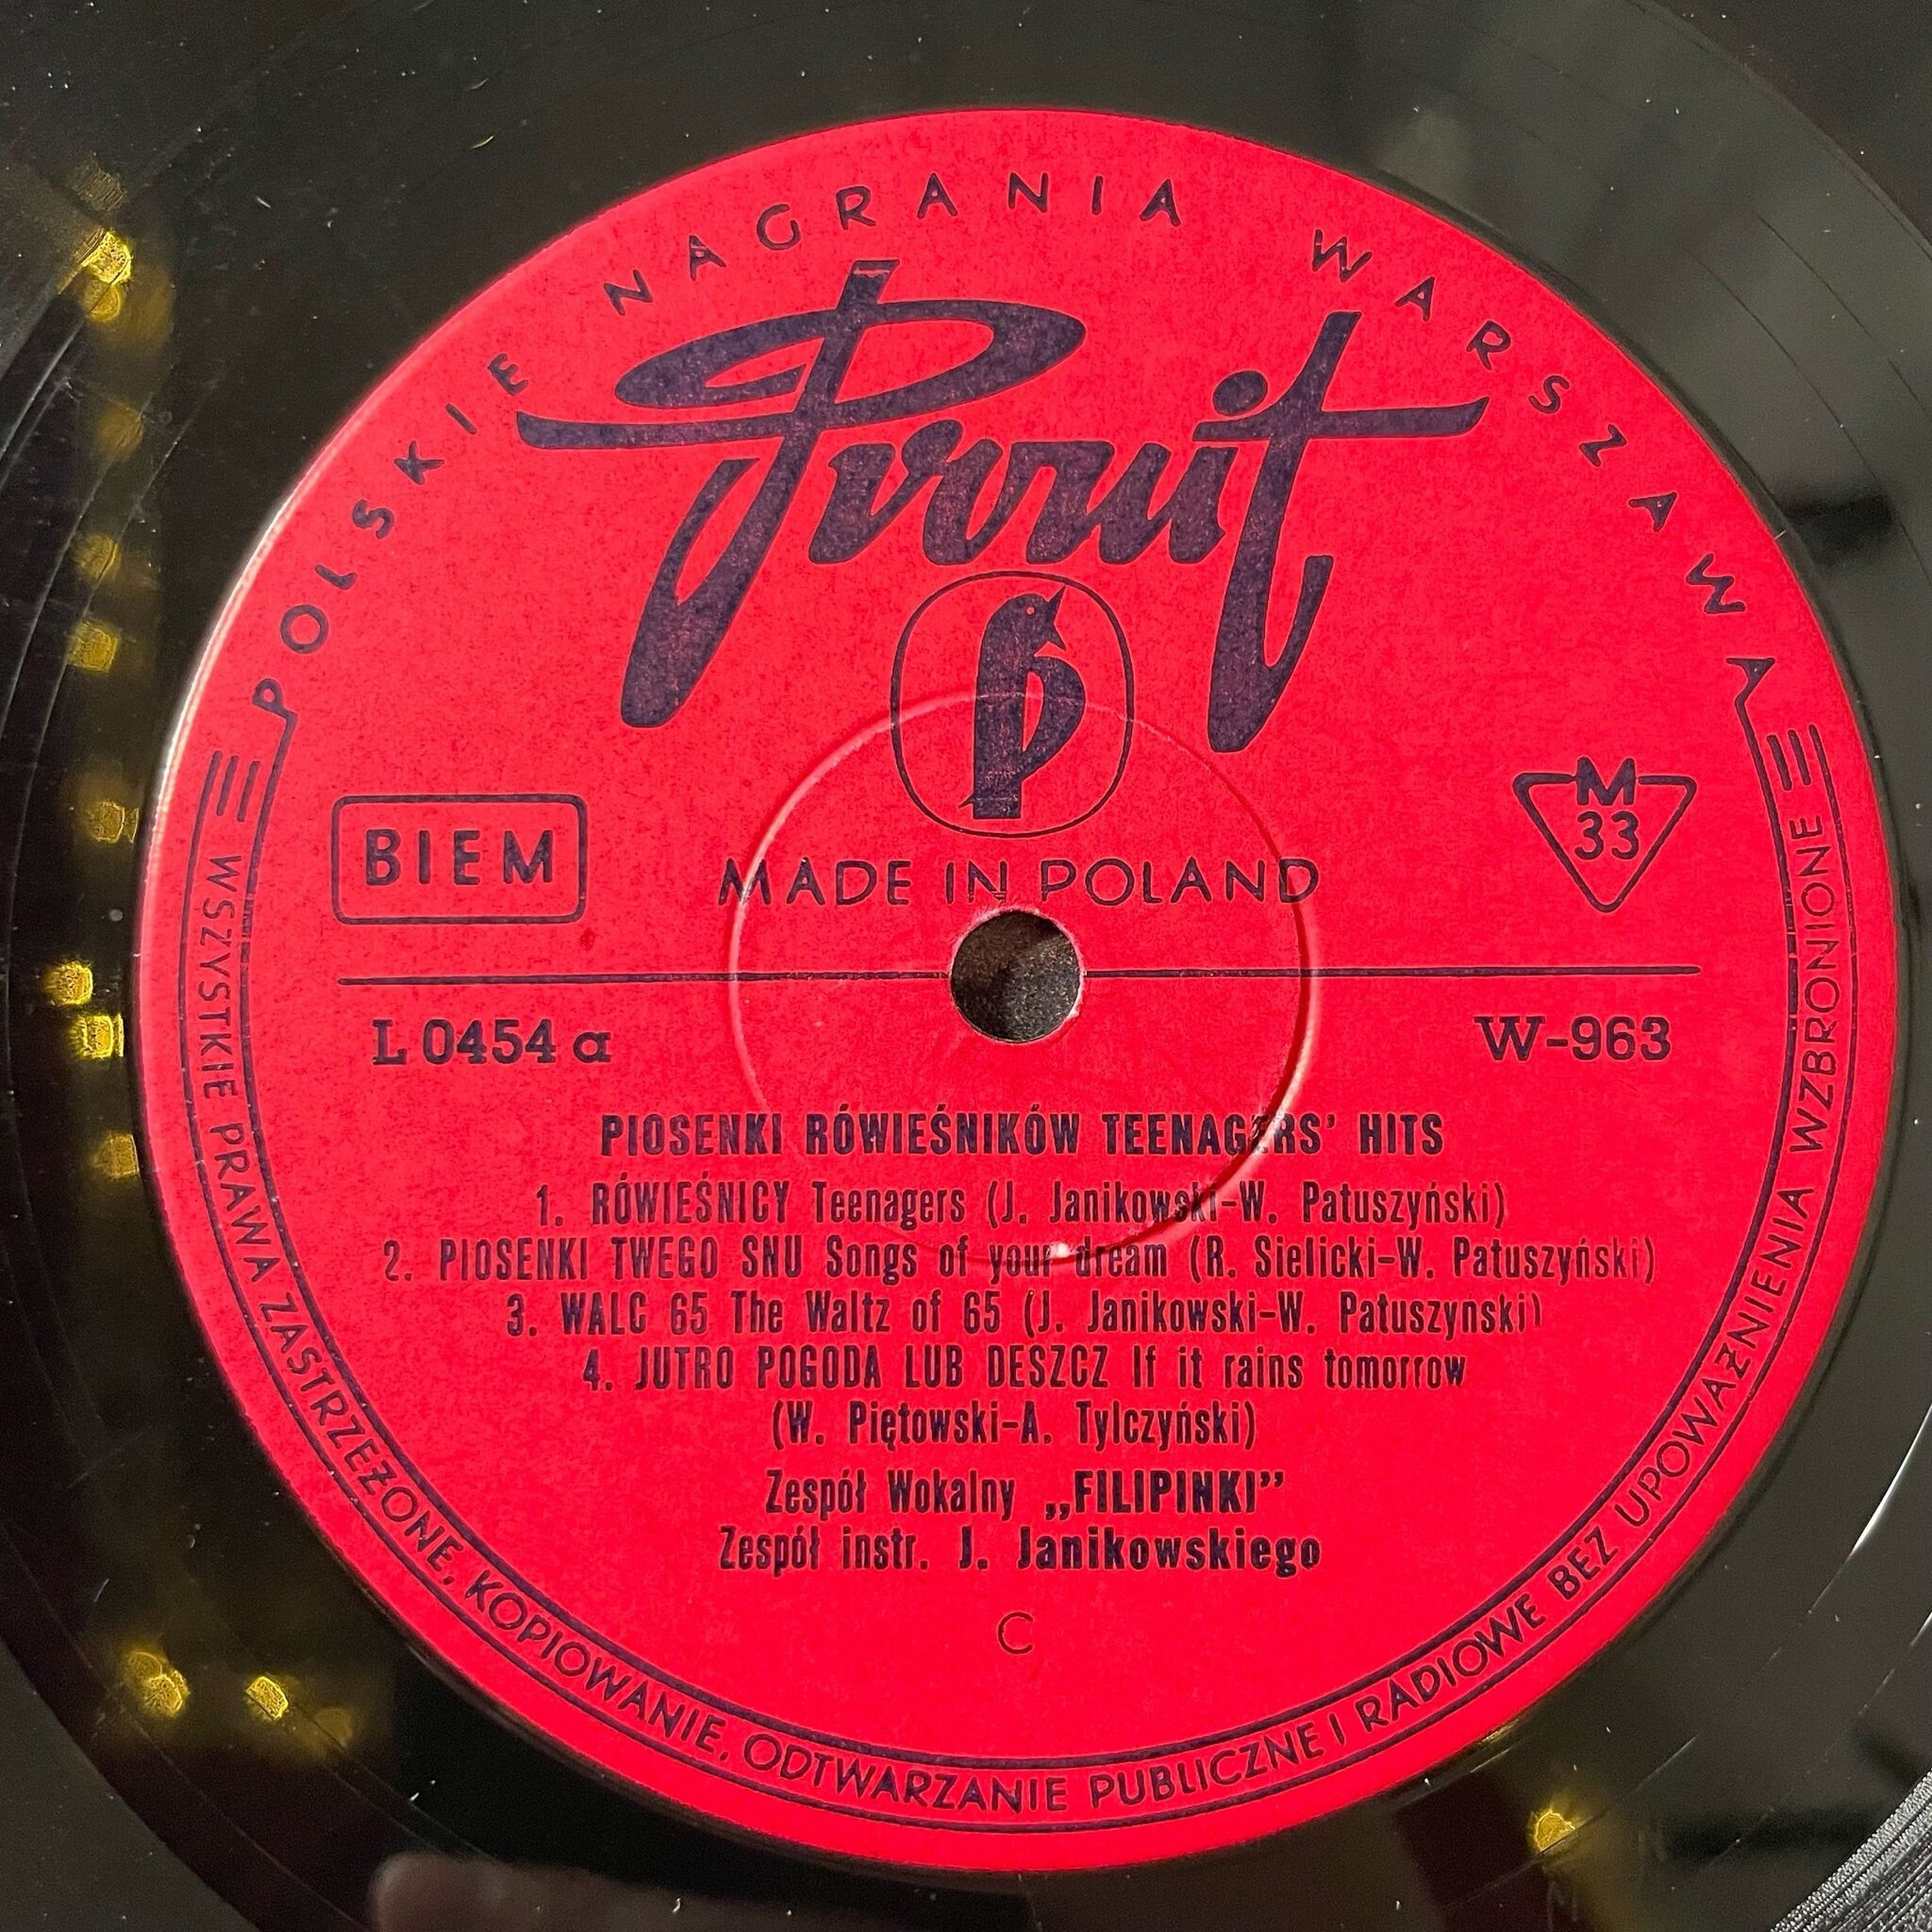 POLSKIE NAGRANIA WARSZAWA
Pronit
BIEM
M
33
MADE IN POLAND
L 0454 a
W-963
PIOSENKI RÓWIEŚNIKÓW TEENAGERS' HITS
1. RÓWIEŚNICY Teenagers (J. Janikowski-W. Patuszyński)
2. PIOSENKI TWEGO SNU Songs of your dream (R. Sielicki-W. Patuszyński)
3. WALC 65 The Waltz of 65 (J. Janikowski-W. Patuszynski)
4. JUTRO POGODA LUB DESZCZ If it rains tomorrow
(W. Piętowski-A. Tylczyński)
Zespół Wokalny „FILIPINKI”
Zespół instr. J. Janikowskiego
C
WSZYSTKIE PRAWA ZASTRZEŻONE, KOPIOWANIE, ODTWARZANIE PUBLICZNE I RADIOWE BEZ UPOWAŻNIENIA WZBRONIONE